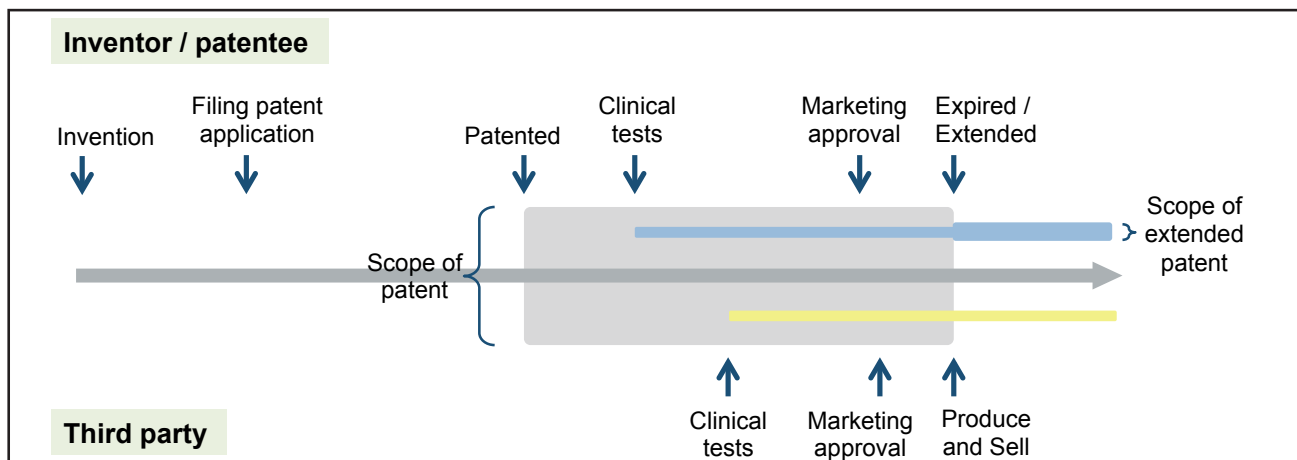 Inventor / patentee
Invention
Filing patent
application
Patented
Clinical
tests
Marketing
approval
Expired /
Extended
Scope of
patent
Scope of
extended
patent
Clinical
tests
Marketing
approval
Produce
and Sell
Third party